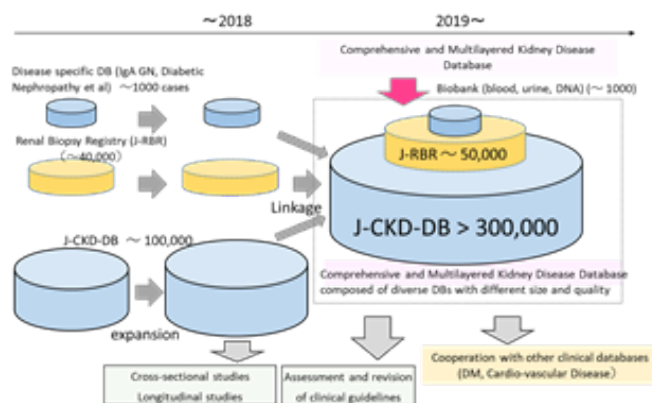 ～2018
2019～
Comprehensive and Multilayered Kidney Disease
Database
Disease specific DB (IgA GN, Diabetic
Nephropathy et al) ～1000 cases
Biobank (blood, urine, DNA) (～ 1000)
Renal Biopsy Registry (J-RBR)
(～40,000)
J-RBR～ 50,000
Linkage
J-CKD-DB > 300,000
J-CKD-DB ～ 100,000
Comprehensive and Multilayered Kidney Disease Database
composed of diverse DBs with different size and quality
expansion
Cross-sectional studies
Longitudinal studies
Assessment and revision
of clinical guidelines
Cooperation with other clinical databases
(DM, Cardio-vascular Disease)